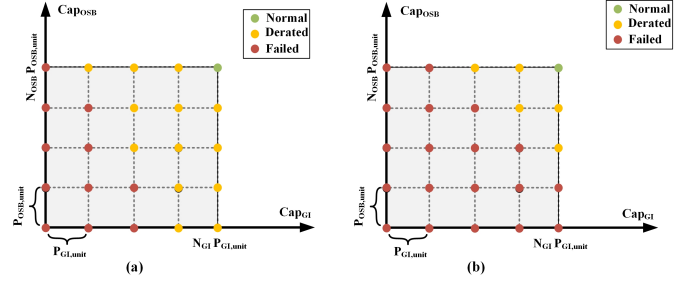 Cap_OSB
Normal
Derated
Failed
N_OSB P_OSB,unit
P_OSB,unit
Cap_GI
P_GI,unit
N_GI P_GI,unit
(a)
Cap_OSB
Normal
Derated
Failed
N_OSB P_OSB,unit
P_OSB,unit
Cap_GI
P_GI,unit
N_GI P_GI,unit
(b)